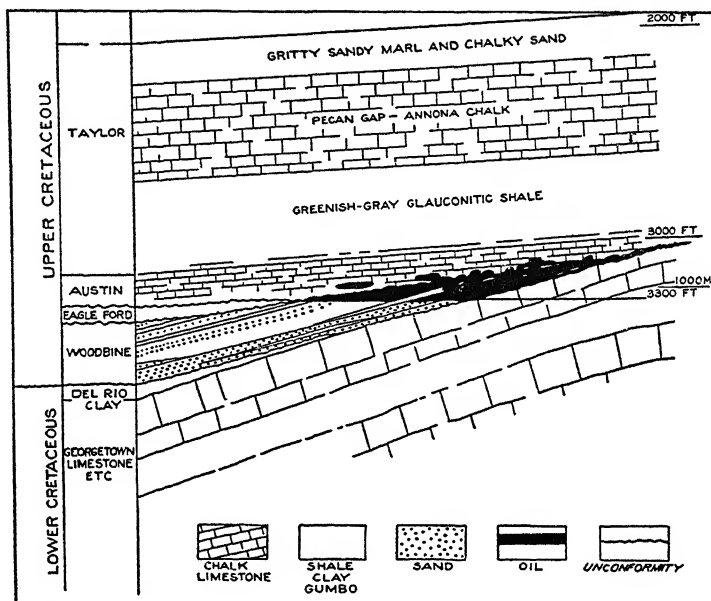 2000 FT
GRITTY SANDY MARL AND CHALKY SAND
UPPER CRETACEOUS
TAYLOR
PECAN GAP - ANNONA CHALK
GREENISH-GRAY GLAUCONITIC SHALE
3000 FT
AUSTIN
1000M
3300 FT
EAGLE FORD
WOODBINE
LOWER CRETACEOUS
DEL RIO
CLAY
GEORGETOWN
LIMESTONE
ETC
CHALK
LIMESTONE
SHALE
CLAY
GUMBO
SAND
OIL
UNCONFORMITY